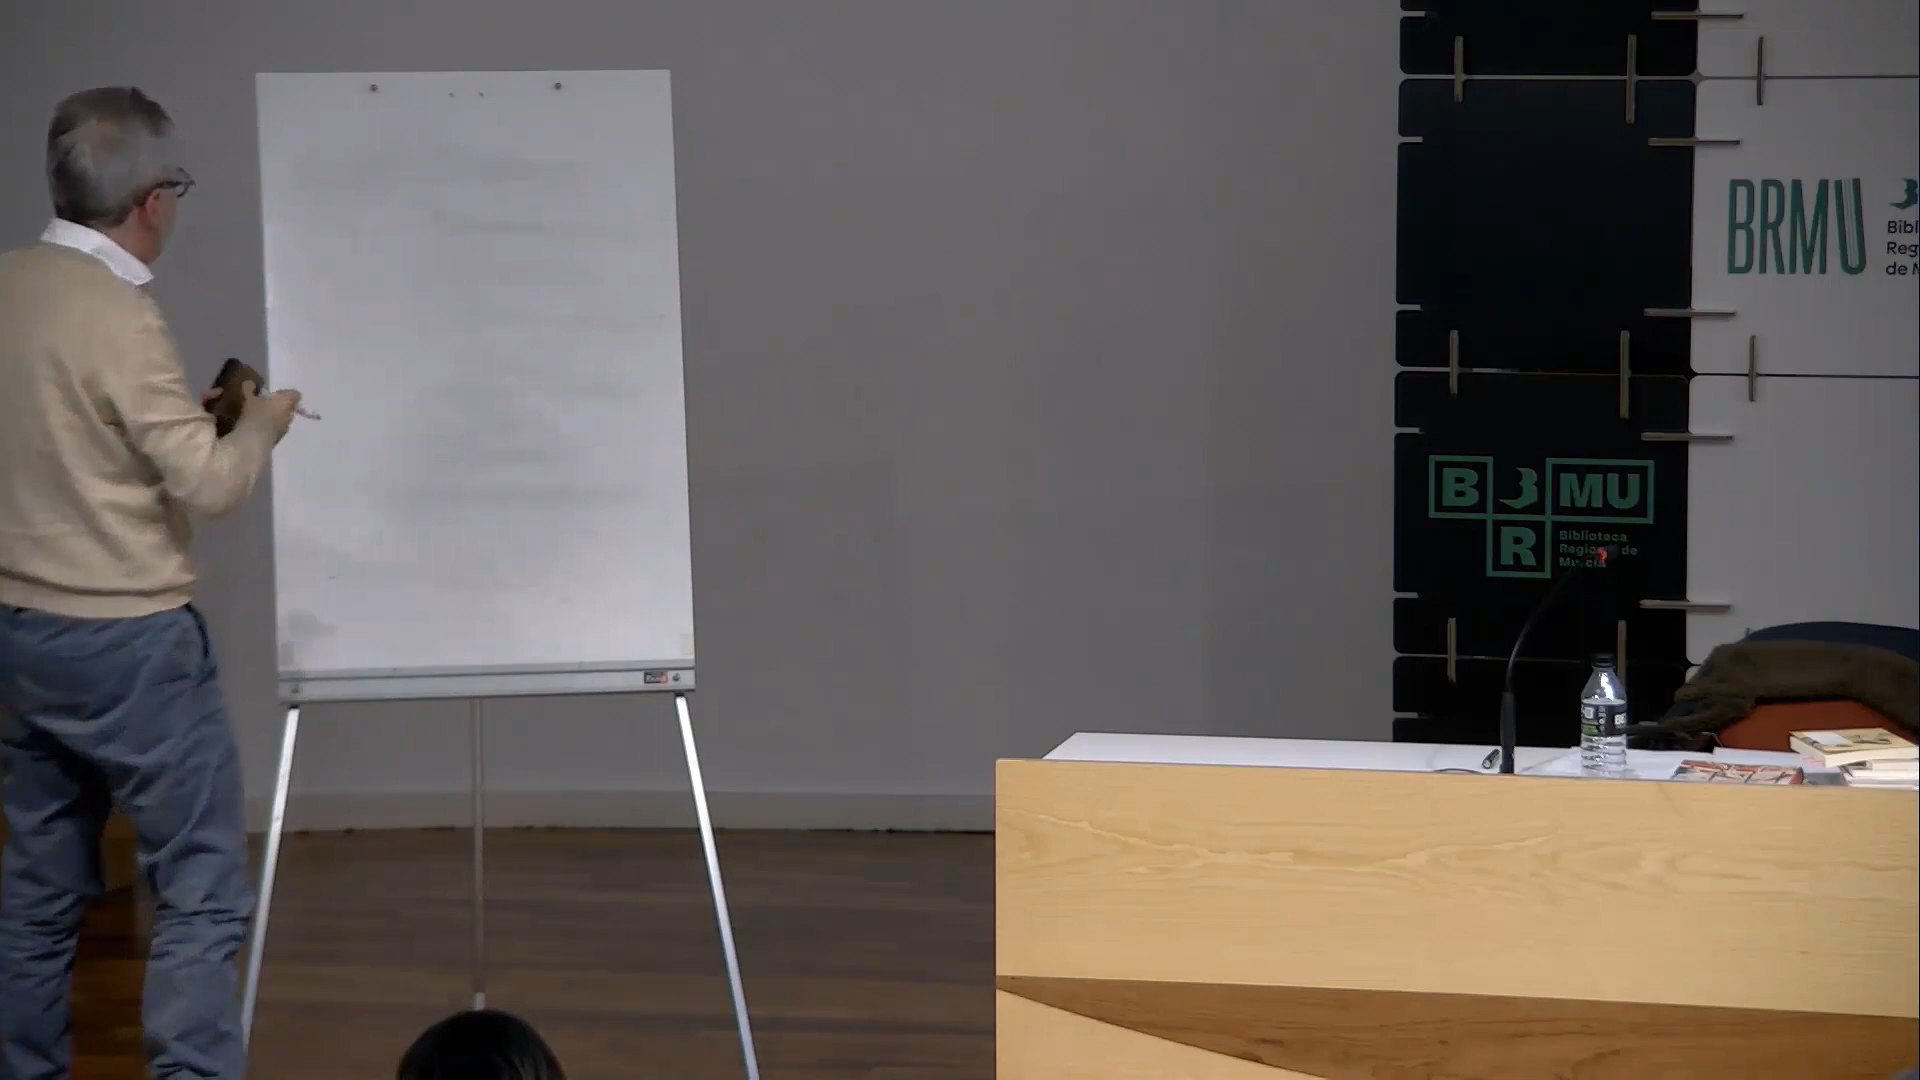 BRMU
Bibl
Reg
de M
B MU
R
Biblioteca
Regional de
Murcia